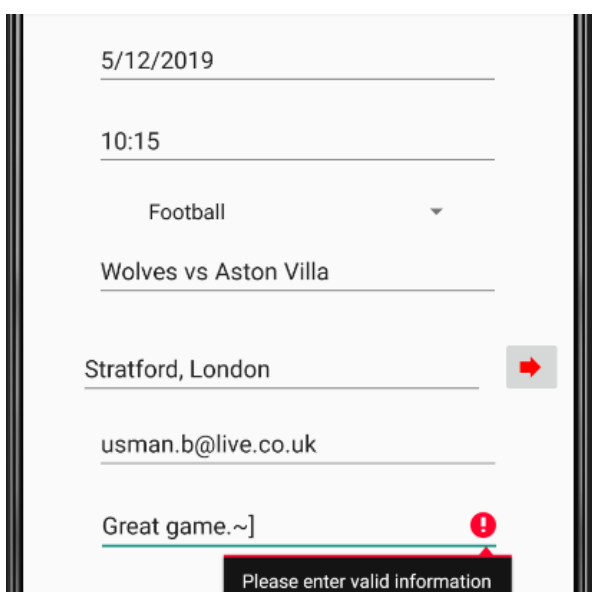 5/12/2019
10:15
Football
Wolves vs Aston Villa
Stratford, London
usman.b@live.co.uk
Great game.~]
Please enter valid information